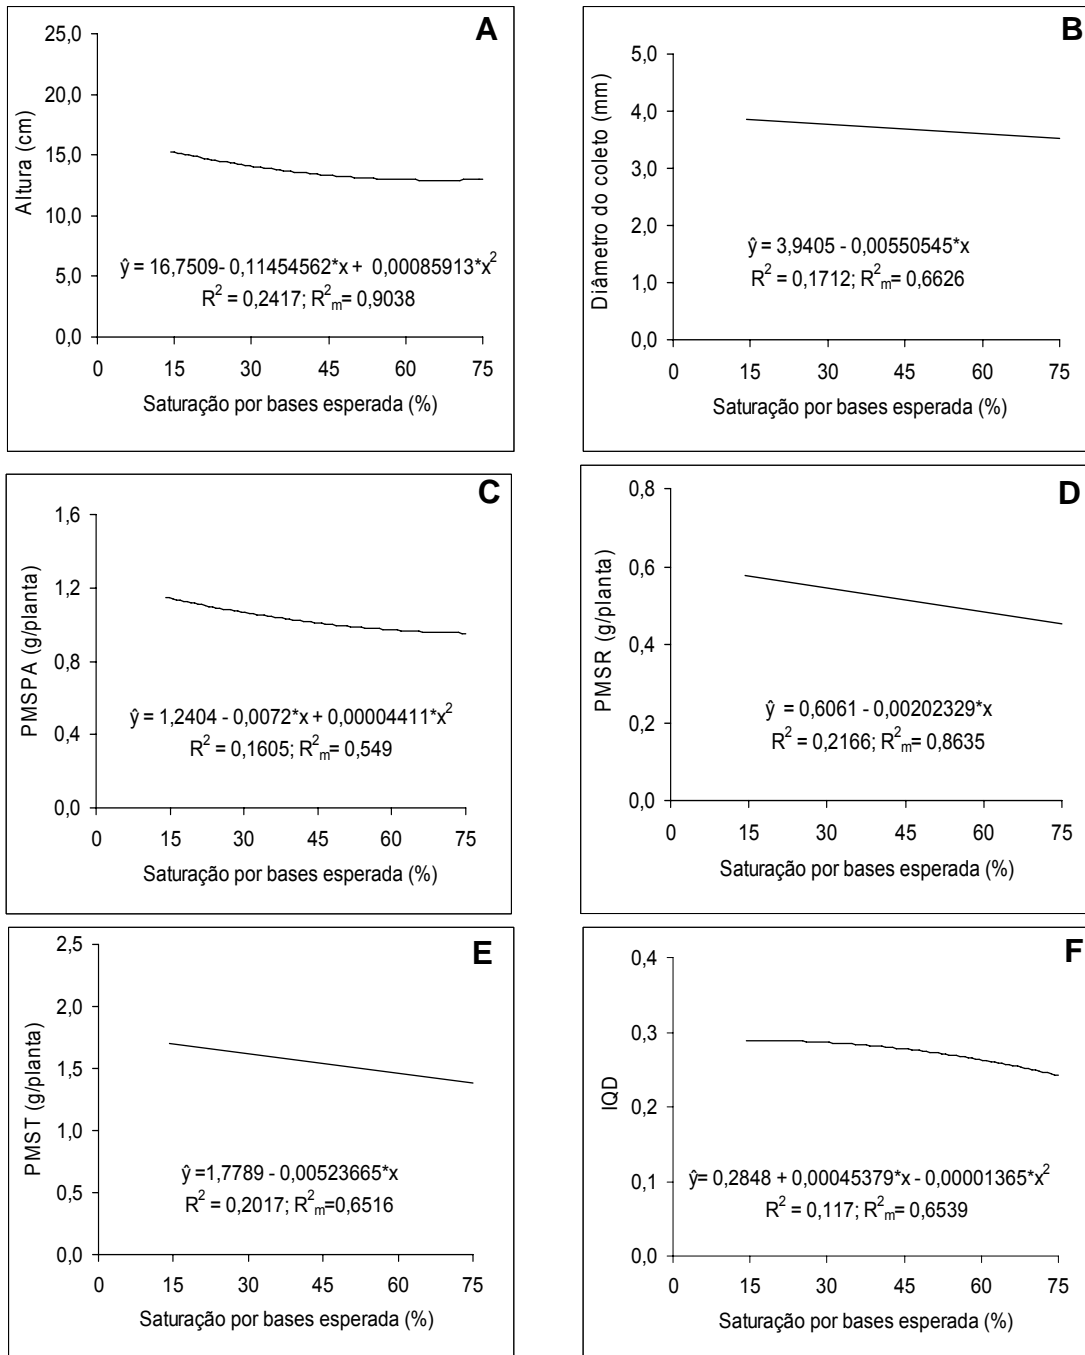 A
25,0
20,0
15,0
10,0
5,0
0,0
Altura (cm)
ŷ = 16,7509- 0,11454562*x + 0,00085913*x²
R² = 0,2417; R²m= 0,9038
0 15 30 45 60 75
Saturação por bases esperada (%)
B
5,0
4,0
3,0
2,0
1,0
0,0
Diâmetro do coleto (mm)
ŷ = 3,9405 - 0,00550545*x
R² = 0,1712; R²m= 0,6626
0 15 30 45 60 75
Saturação por bases esperada (%)
C
1,6
1,2
0,8
0,4
0,0
PMSPA (g/planta)
ŷ = 1,2404 - 0,0072*x + 0,00004411*x²
R² = 0,1605; R²m= 0,549
0 15 30 45 60 75
Saturação por bases esperada (%)
D
0,8
0,6
0,4
0,2
0,0
PMSR (g/planta)
ŷ = 0,6061 - 0,00202329*x
R² = 0,2166; R²m= 0,8635
0 15 30 45 60 75
Saturação por bases esperada (%)
E
2,5
2,0
1,5
1,0
0,5
0,0
PMST (g/planta)
ŷ =1,7789 - 0,00523665*x
R² = 0,2017; R²m=0,6516
0 15 30 45 60 75
Saturação por bases esperada (%)
F
0,4
0,3
0,2
0,1
0,0
IQD
ŷ= 0,2848 + 0,00045379*x - 0,00001365*x²
R² = 0,117; R²m= 0,6539
0 15 30 45 60 75
Saturação por bases esperada (%)